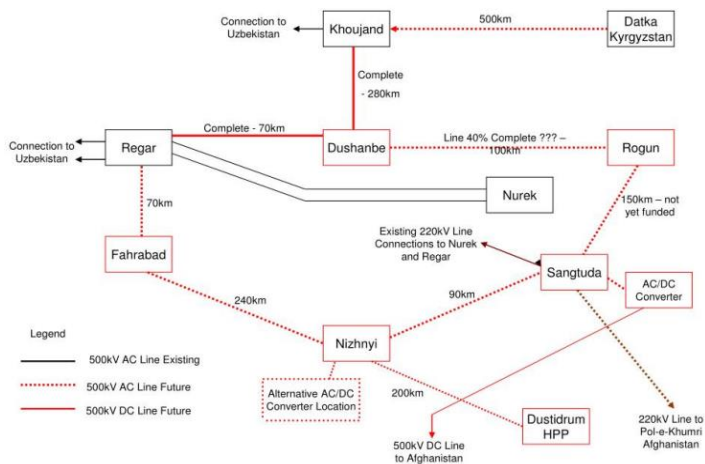 Connection to
Uzbekistan
Khoujand
500km
Datka
Kyrgyzstan
Complete
- 280km
Connection to
Uzbekistan
Regar
Complete - 70km
Dushanbe
Line 40% Complete ??? –
100km
Rogun
Nurek
70km
150km – not
yet funded
Existing 220kV Line
Connections to Nurek
and Regar
Fahrabad
Sangtuda
AC/DC
Converter
240km
90km
Legend
Nizhnyi
500kV AC Line Existing
500kV AC Line Future
500kV DC Line Future
Alternative AC/DC
Converter Location
200km
Dustidrum
HPP
500kV DC Line
to Afghanistan
220kV Line to
Pol-e-Khumri
Afghanistan